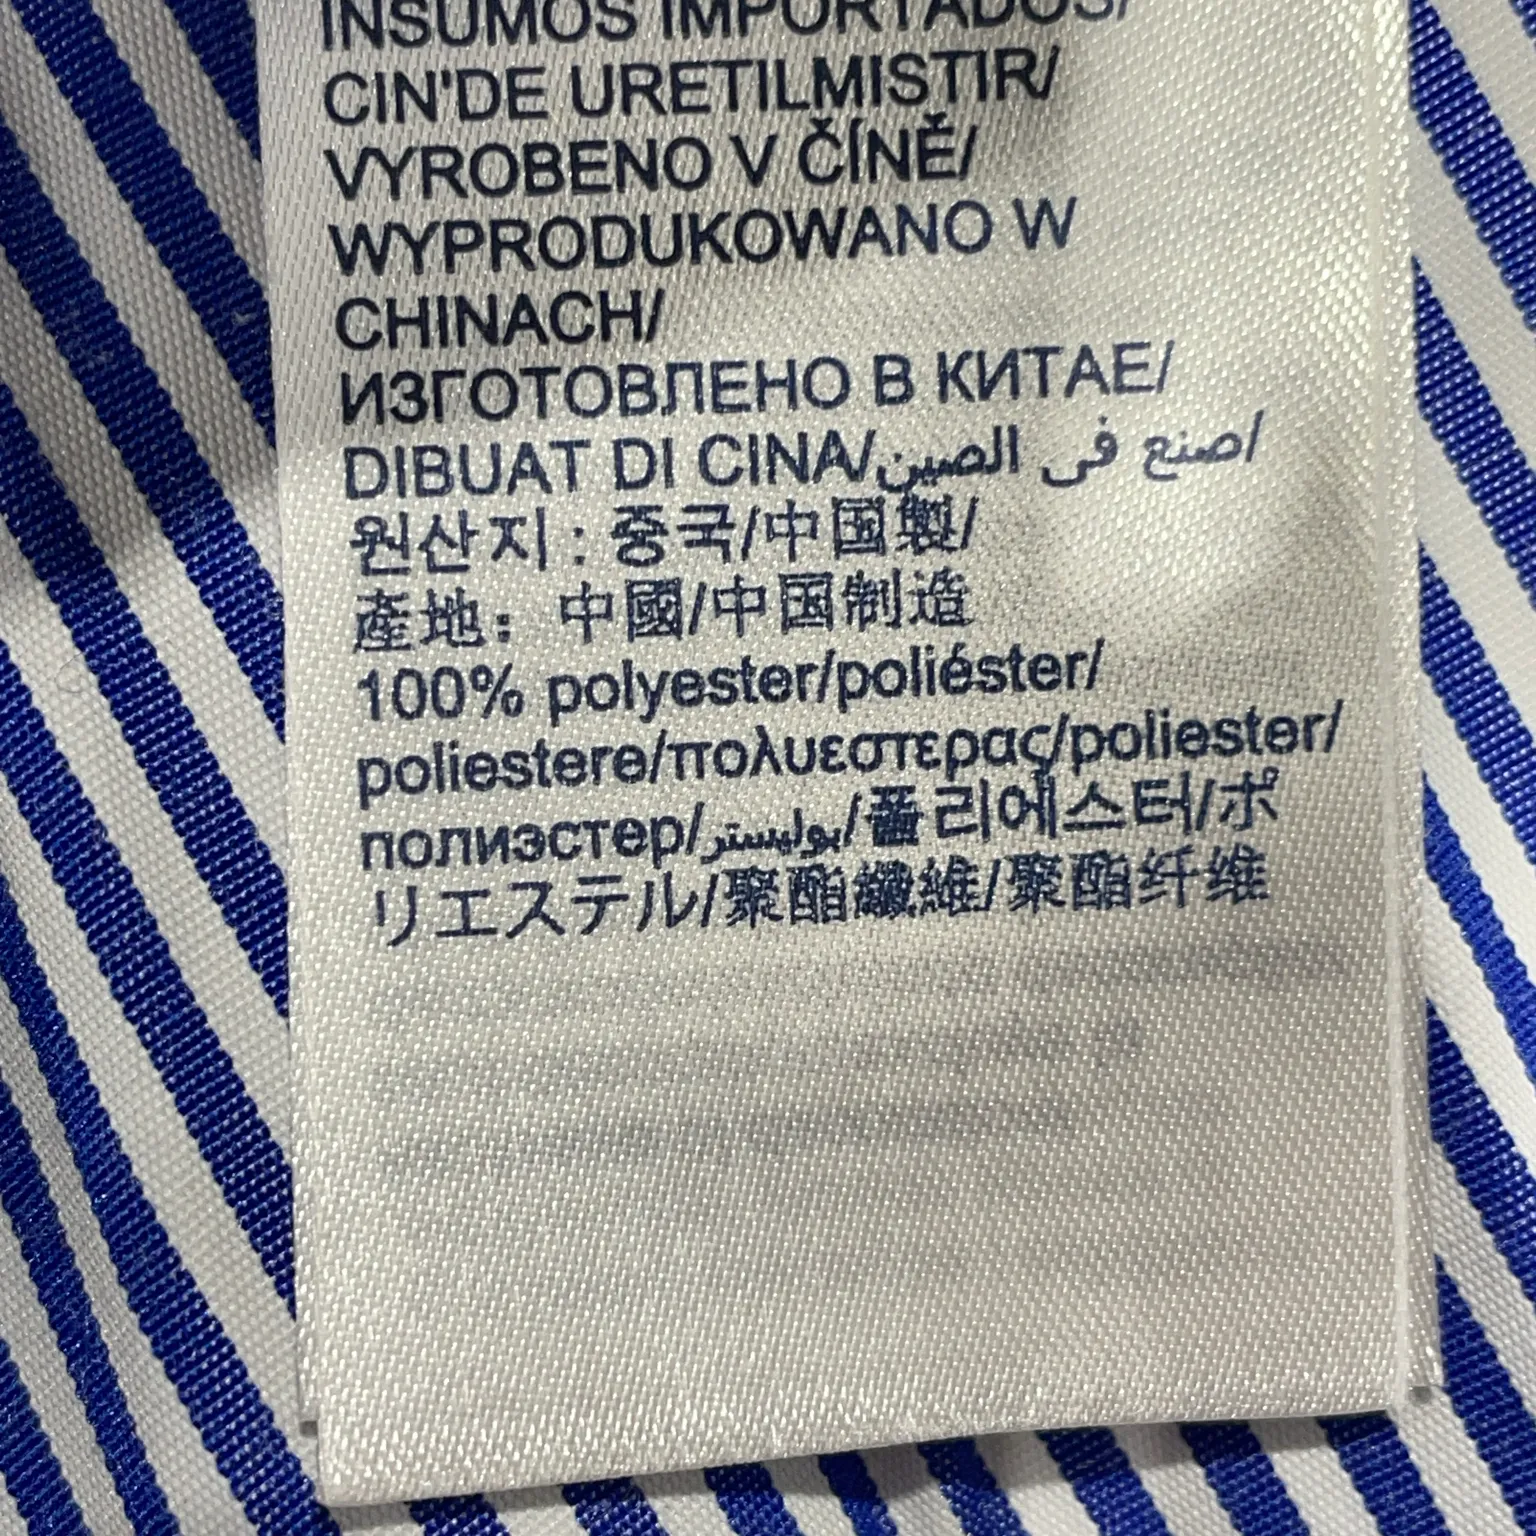 INSUMOS IMPORTADOS/
CIN'DE URETILMISTIR/
VYROBENO V ČÍNĚ/
WYPRODUKOWANO W
CHINACH/
ИЗГОТОВЛЕНО В КИТАЕ/
DIBUAT DI CINA/صنع في الصين/
원산지 : 중국/中国製/
産地： 中國/中国制造
100% polyester/poliéster/
poliestere/πολυεστερας/poliester/
полиэстер/بوليستر/폴리에스터/ポ
リエステル/聚酯纖維/聚酯纤维